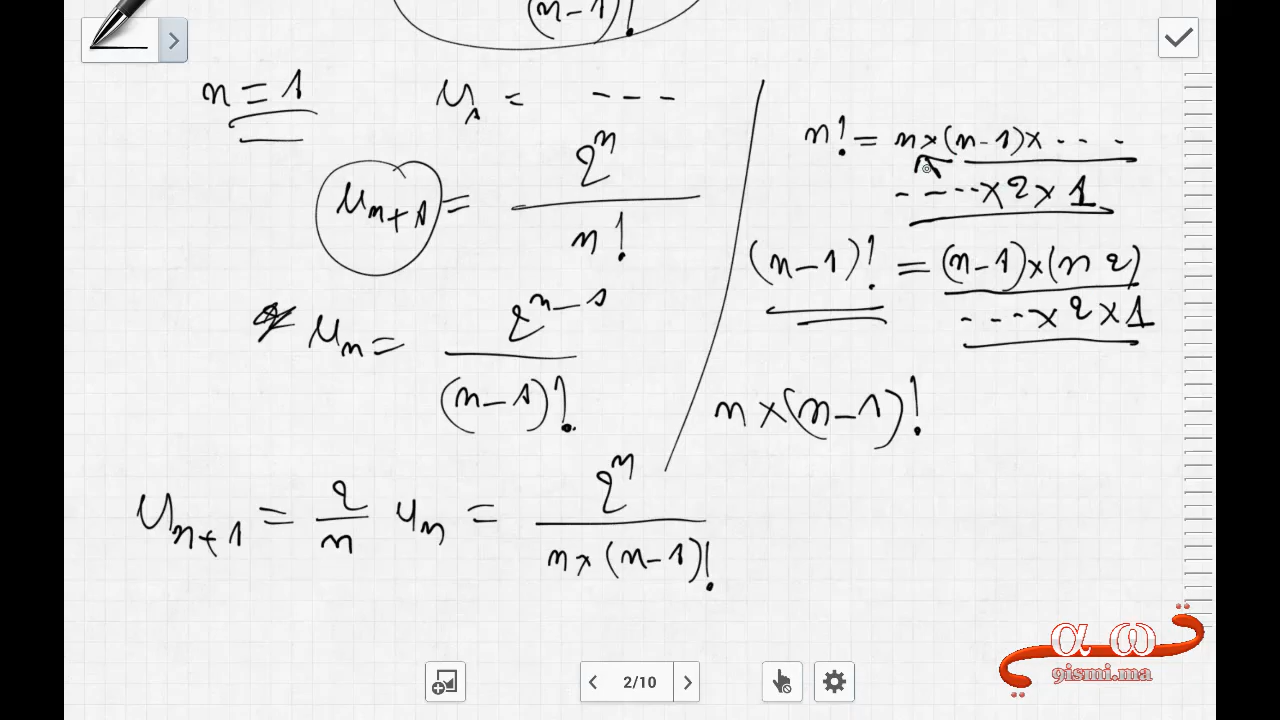 (n-1)!
n = 1
u_1 = - - -
u_{n+1} = 2^n / n!
* u_n = 2^{n-1} / (n-1)!
u_{n+1} = 2/n u_n = 2^n / n×(n-1)!
n! = n×(n-1)× - - -
- - - - ×2×1
(n-1)! = (n-1)×(n 2)
- - - ×2×1
n×(n-1)!
α ω
gismi.ma
2/10